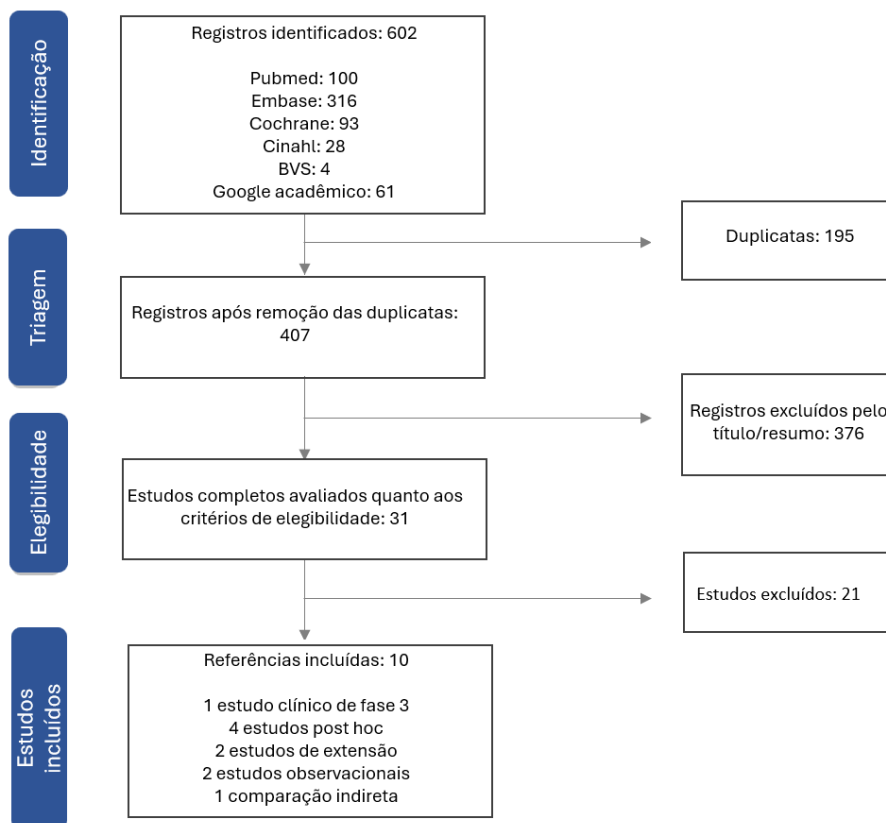 Identificação
Registros identificados: 602
Pubmed: 100
Embase: 316
Cochrane: 93
Cinahl: 28
BVS: 4
Google acadêmico: 61
Duplicatas: 195
Triagem
Registros após remoção das duplicatas:
407
Registros excluídos pelo
título/resumo: 376
Elegibilidade
Estudos completos avaliados quanto aos
critérios de elegibilidade: 31
Estudos excluídos: 21
Estudos
incluídos
Referências incluídas: 10
1 estudo clínico de fase 3
4 estudos post hoc
2 estudos de extensão
2 estudos observacionais
1 comparação indireta